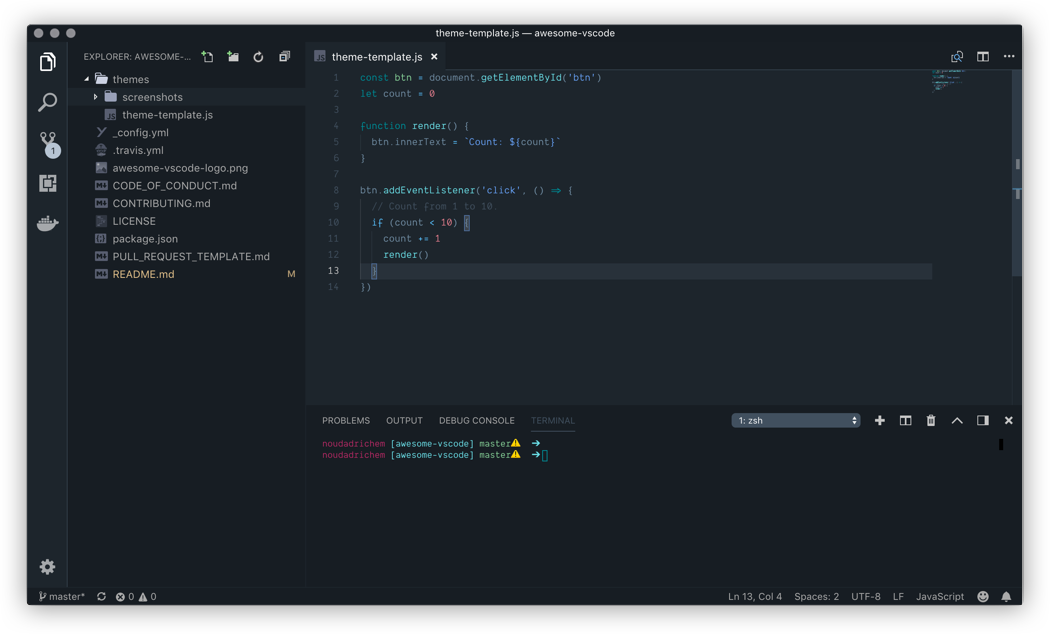 theme-template.js — awesome-vscode
EXPLORER: AWESOME-...
themes
screenshots
theme-template.js
_config.yml
.travis.yml
awesome-vscode-logo.png
CODE_OF_CONDUCT.md
CONTRIBUTING.md
LICENSE
package.json
PULL_REQUEST_TEMPLATE.md
README.md M
1
theme-template.js
1 const btn = document.getElementById('btn')
2 let count = 0
3
4 function render() {
5 btn.innerText = `Count: ${count}`
6 }
7
8 btn.addEventListener('click', () => {
9 // Count from 1 to 10.
10 if (count < 10) {
11 count += 1
12 render()
13 }
14 })
PROBLEMS OUTPUT DEBUG CONSOLE TERMINAL 1: zsh
noudadrichem [awesome-vscode] master⚠ ➜
noudadrichem [awesome-vscode] master⚠ ➜
master* 0 0 Ln 13, Col 4 Spaces: 2 UTF-8 LF JavaScript